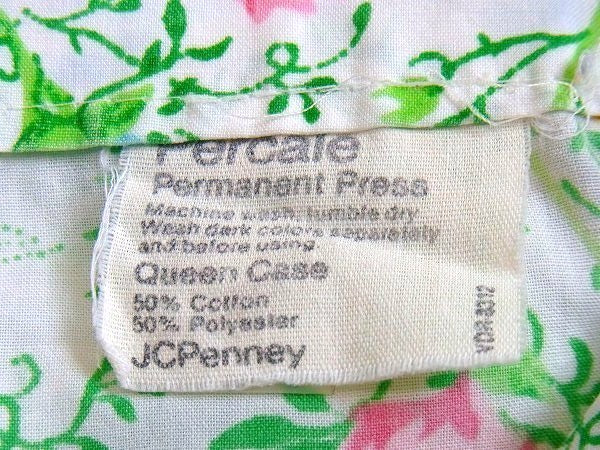 Percale
Permanent Press
Machine wash, tumble dry.
Wash dark colors separately
and before using.
Queen Case
50% Cotton
50% Polyester
JCPenney